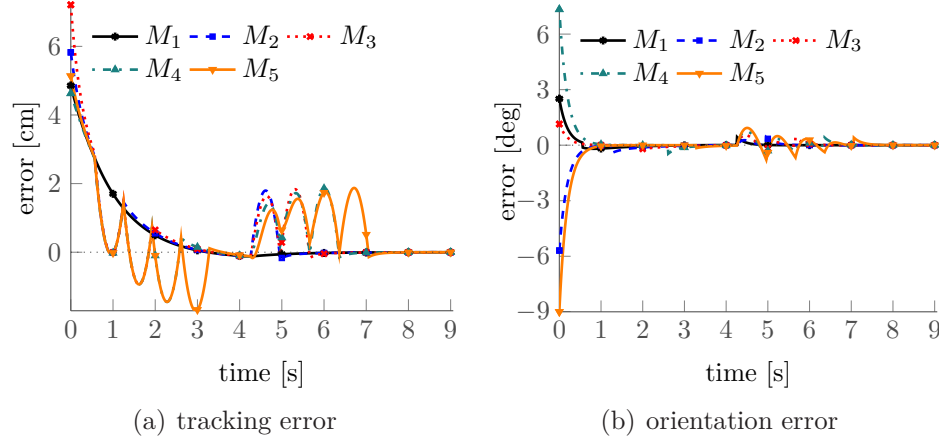 error [cm]
6
4
2
0
M₁ M₂ M₃
M₄ M₅
0 1 2 3 4 5 6 7 8 9
time [s]
(a) tracking error
error [deg]
6
3
0
−3
−6
−9
M₁ M₂ M₃
M₄ M₅
0 1 2 3 4 5 6 7 8 9
time [s]
(b) orientation error